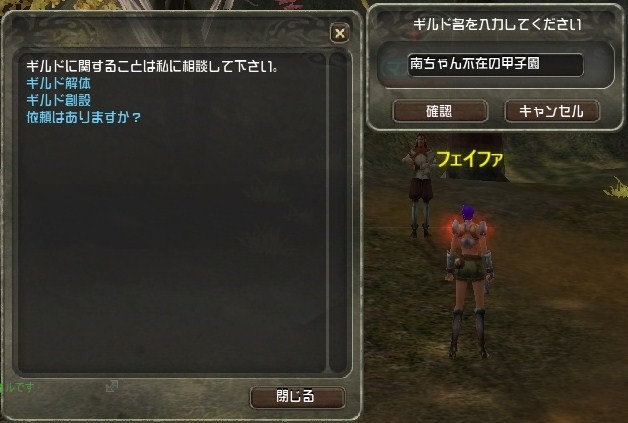 ギルドに関することは私に相談して下さい。
ギルド解体
ギルド創設
依頼はありますか?
閉じる
ギルド名を入力してください
南ちゃん不在の甲子園
確認
キャンセル
フェイファ
ルです